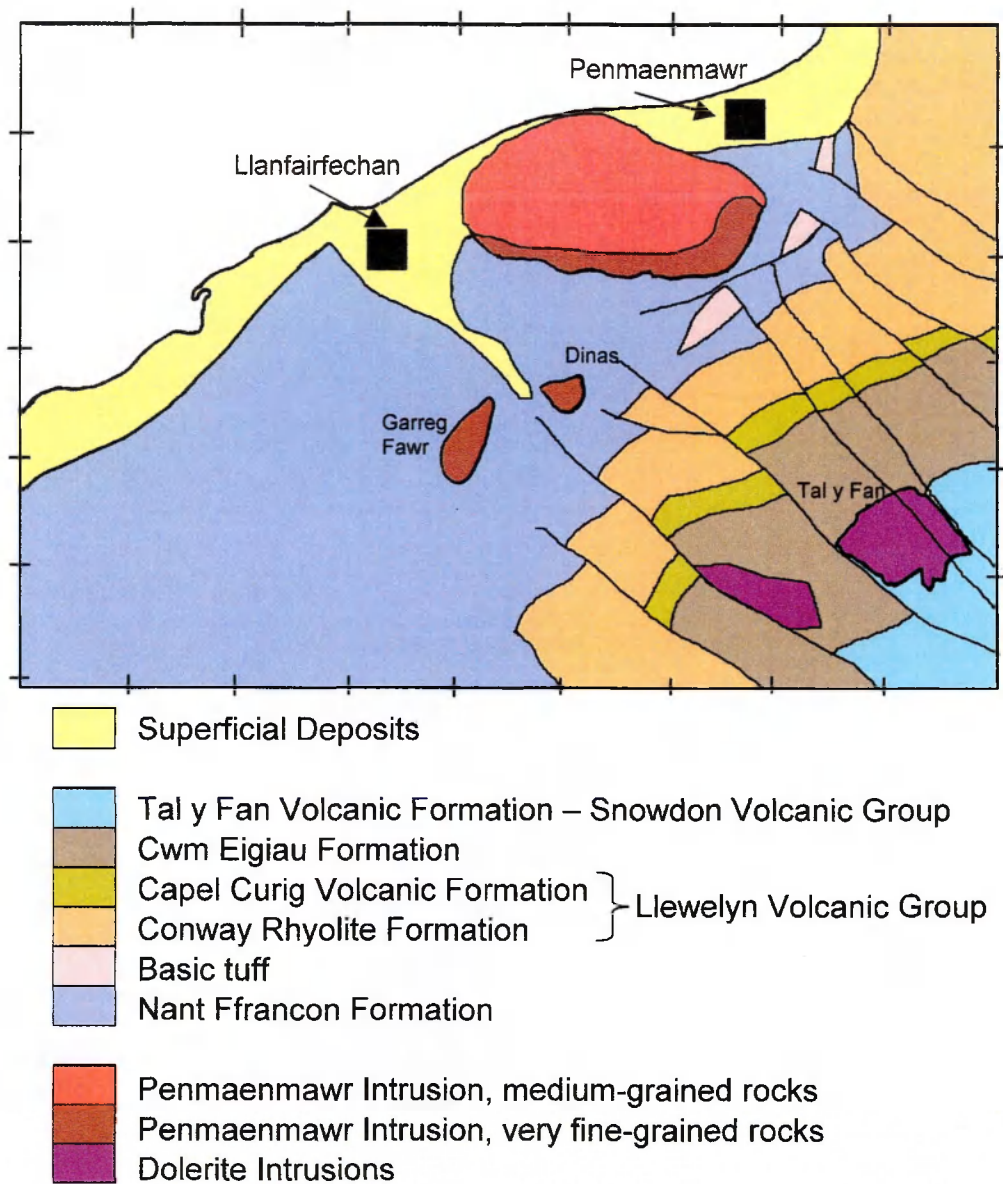 Penmaenmawr
Llanfairfechan
Dinas
Garreg
Fawr
Tal y Fan
Superficial Deposits
Tal y Fan Volcanic Formation – Snowdon Volcanic Group
Cwm Eigiau Formation
Capel Curig Volcanic Formation
Llewelyn Volcanic Group
Conway Rhyolite Formation
Basic tuff
Nant Ffrancon Formation
Penmaenmawr Intrusion, medium-grained rocks
Penmaenmawr Intrusion, very fine-grained rocks
Dolerite Intrusions